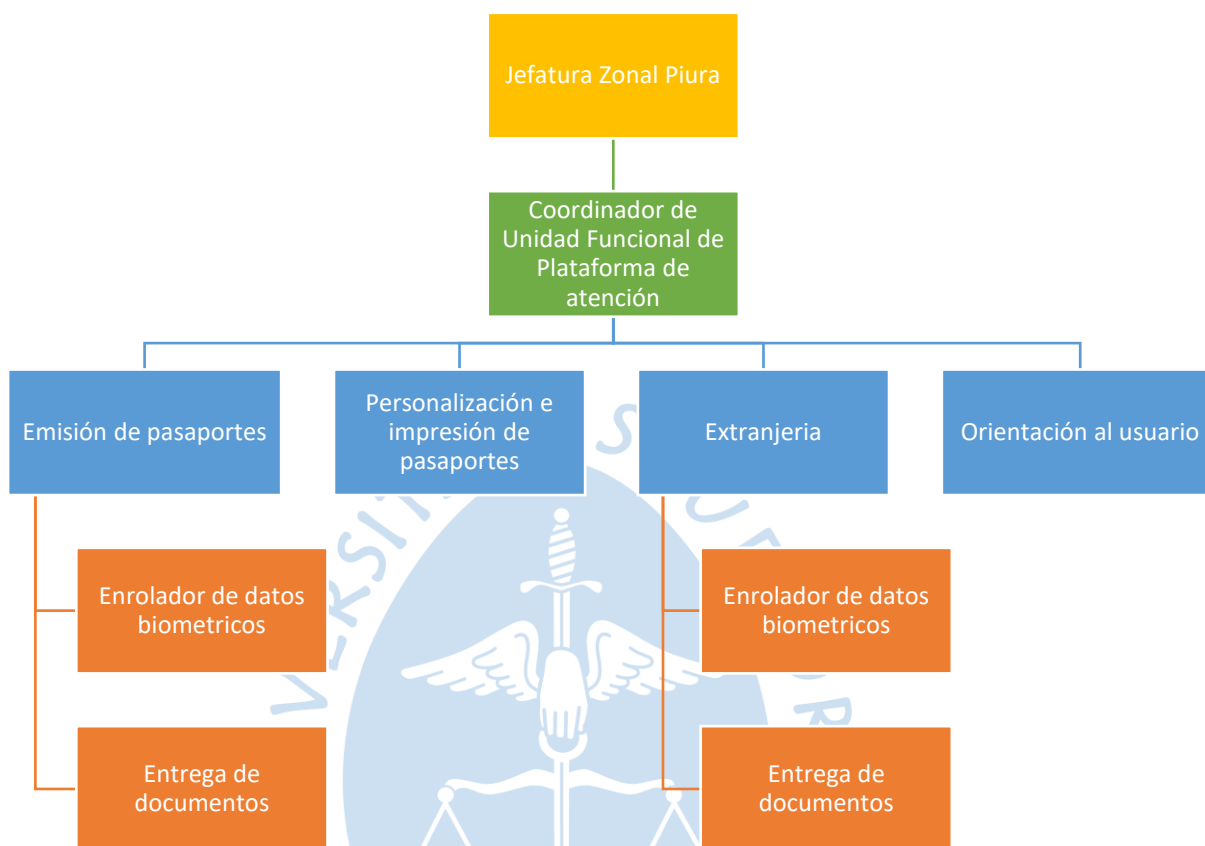 Jefatura Zonal Piura
Coordinador de
Unidad Funcional de
Plataforma de
atención
Emisión de pasaportes
Personalización e
impresión de
pasaportes
Extranjeria
Orientación al usuario
Enrolador de datos
biometricos
Enrolador de datos
biometricos
Entrega de
documentos
Entrega de
documentos